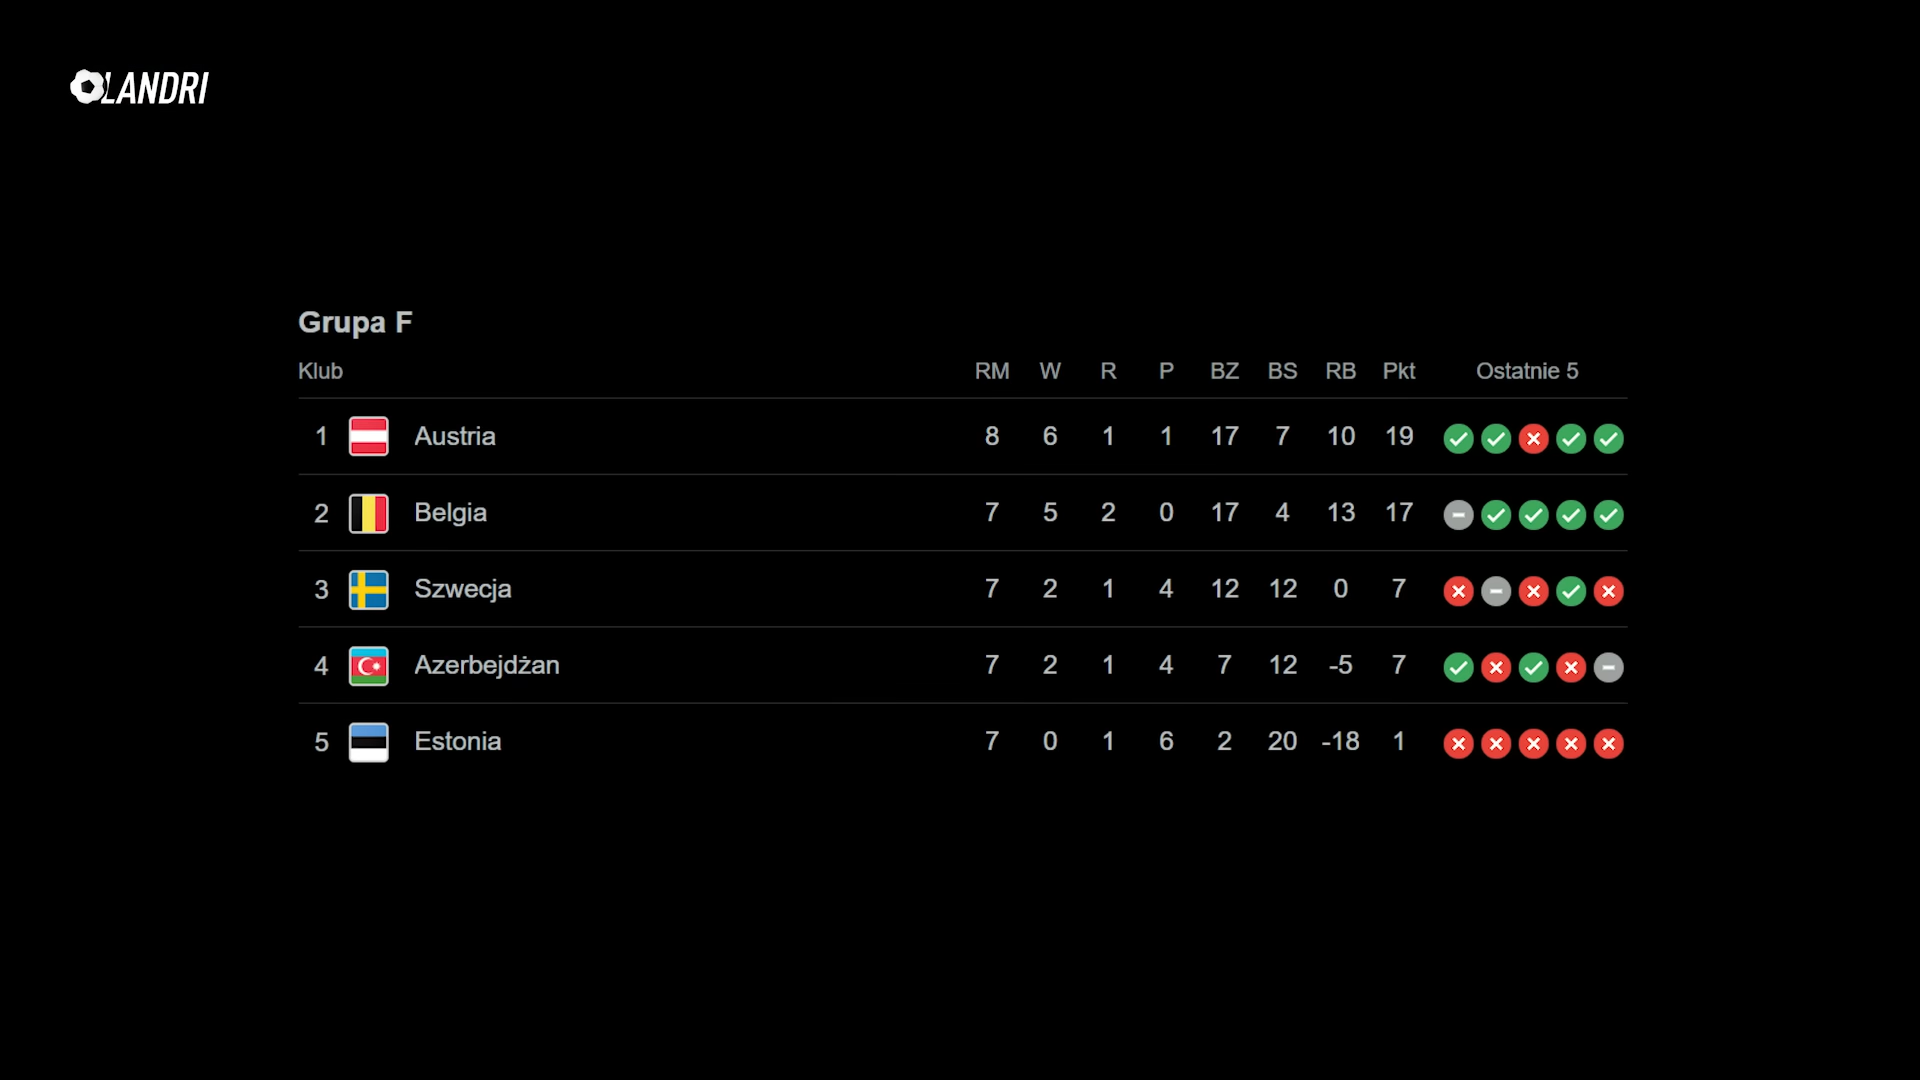 OLANDRI
Grupa F
Klub RM W R P BZ BS RB Pkt Ostatnie 5
1 Austria 8 6 1 1 17 7 10 19
2 Belgia 7 5 2 0 17 4 13 17
3 Szwecja 7 2 1 4 12 12 0 7
4 Azerbejdżan 7 2 1 4 7 12 -5 7
5 Estonia 7 0 1 6 2 20 -18 1